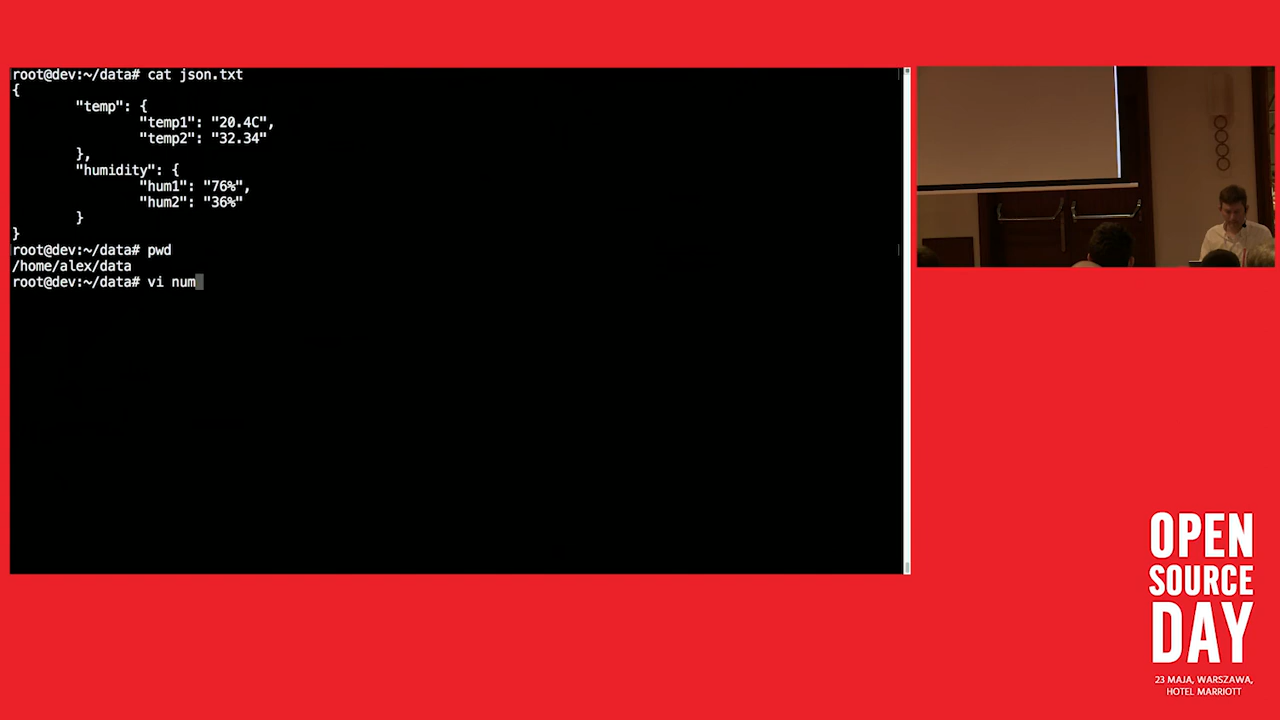 root@dev:~/data# cat json.txt
{
"temp": {
"temp1": "20.4C",
"temp2": "32.34"
},
"humidity": {
"hum1": "76%",
"hum2": "36%"
}
}
root@dev:~/data# pwd
/home/alex/data
root@dev:~/data# vi num
OPEN
SOURCE
DAY
23 MAJA, WARSZAWA,
HOTEL MARRIOTT